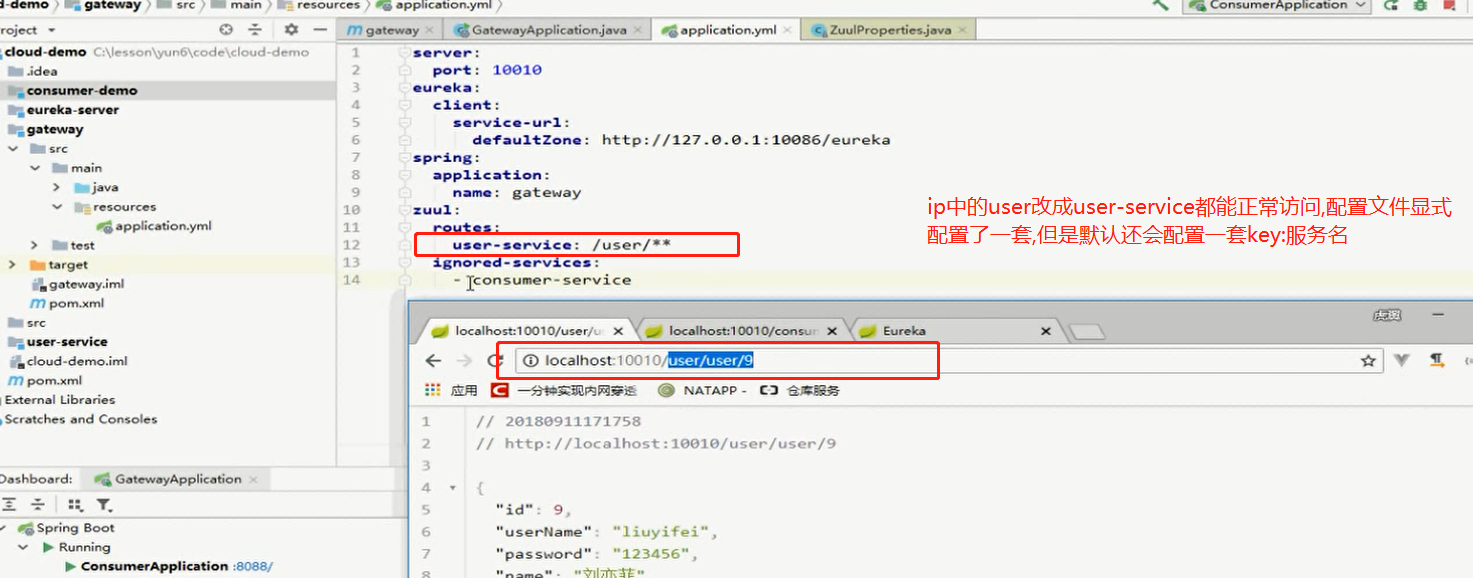 gateway
src
main
resources
application.yml
ConsumerApplication
gateway
GatewayApplication.java
application.yml
ZuulProperties.java
cloud-demo C:\lesson\yun6\code\cloud-demo
.idea
consumer-demo
eureka-server
gateway
src
main
java
resources
application.yml
test
target
gateway.iml
pom.xml
src
user-service
cloud-demo.iml
pom.xml
External Libraries
Scratches and Consoles
1 server:
2 port: 10010
3 eureka:
4 client:
5 service-url:
6 defaultZone: http://127.0.0.1:10086/eureka
7 spring:
8 application:
9 name: gateway
10 zuul:
11 routes:
12 user-service: /user/**
13 ignored-services:
14 - consumer-service
ip中的user改成user-service都能正常访问,配置文件显式
配置了一套,但是默认还会配置一套key:服务名
localhost:10010/user/u
localhost:10010/consu
Eureka
localhost:10010/user/user/9
应用
一分钟实现内网穿透
NATAPP -
仓库服务
1 // 20180911171758
2 // http://localhost:10010/user/user/9
3
4 {
5 "id": 9,
6 "userName": "liuyifei",
7 "password": "123456",
8 "name": "刘亦菲"
Dashboard:
GatewayApplication
Spring Boot
Running
ConsumerApplication :8088/